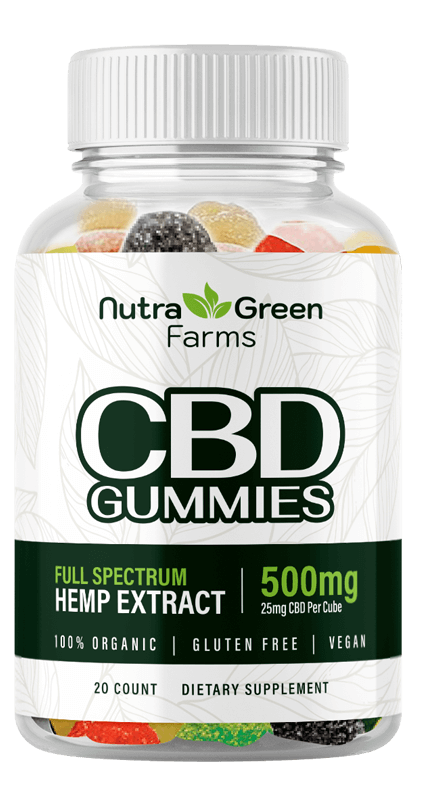 Nutra Green
Farms
CBD
GUMMIES
FULL SPECTRUM
HEMP EXTRACT
500mg
25mg CBD Per Cube
100% ORGANIC | GLUTEN FREE | VEGAN
20 COUNT DIETARY SUPPLEMENT